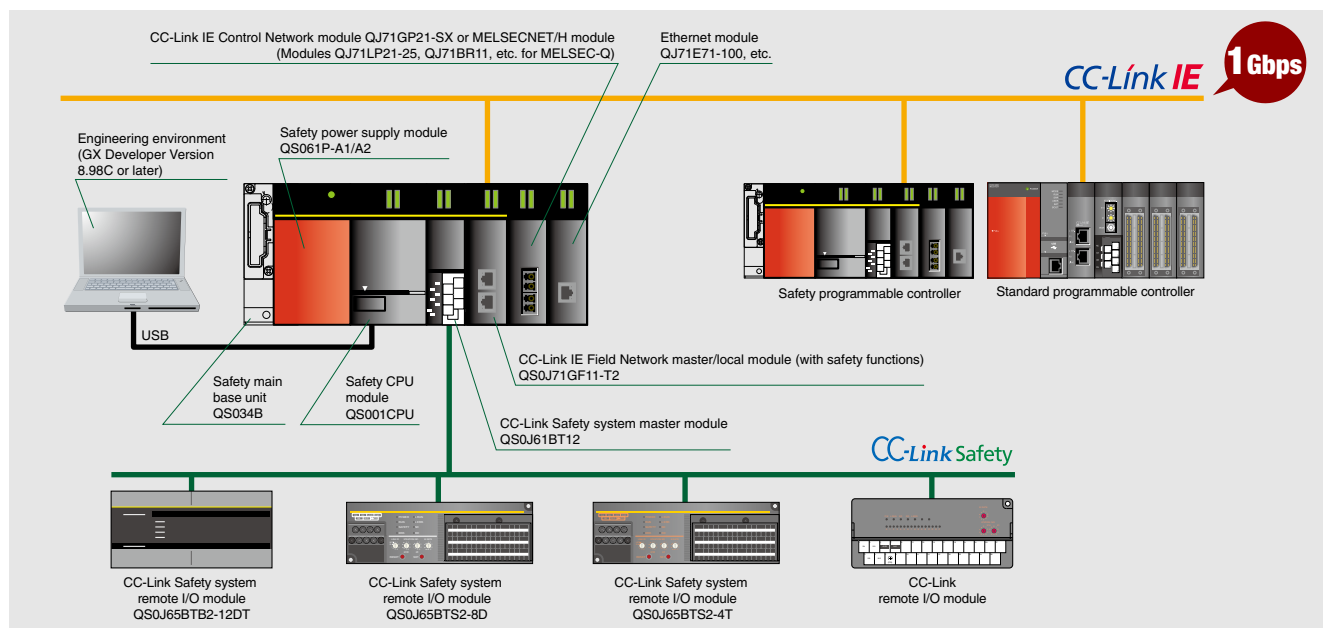 CC-Link IE Control Network module QJ71GP21-SX or MELSECNET/H module
(Modules QJ71LP21-25, QJ71BR11, etc. for MELSEC-Q)
Ethernet module
QJ71E71-100, etc.
1 Gbps
CC-Link IE
Engineering environment
(GX Developer Version
8.98C or later)
Safety power supply module
QS061P-A1/A2
Safety programmable controller
Standard programmable controller
USB
CC-Link IE Field Network master/local module (with safety functions)
QS0J71GF11-T2
Safety main
base unit
QS034B
Safety CPU
module
QS001CPU
CC-Link Safety system master module
QS0J61BT12
CC-Link Safety
CC-Link Safety system
remote I/O module
QS0J65BTB2-12DT
CC-Link Safety system
remote I/O module
QS0J65BTS2-8D
CC-Link Safety system
remote I/O module
QS0J65BTS2-4T
CC-Link
remote I/O module